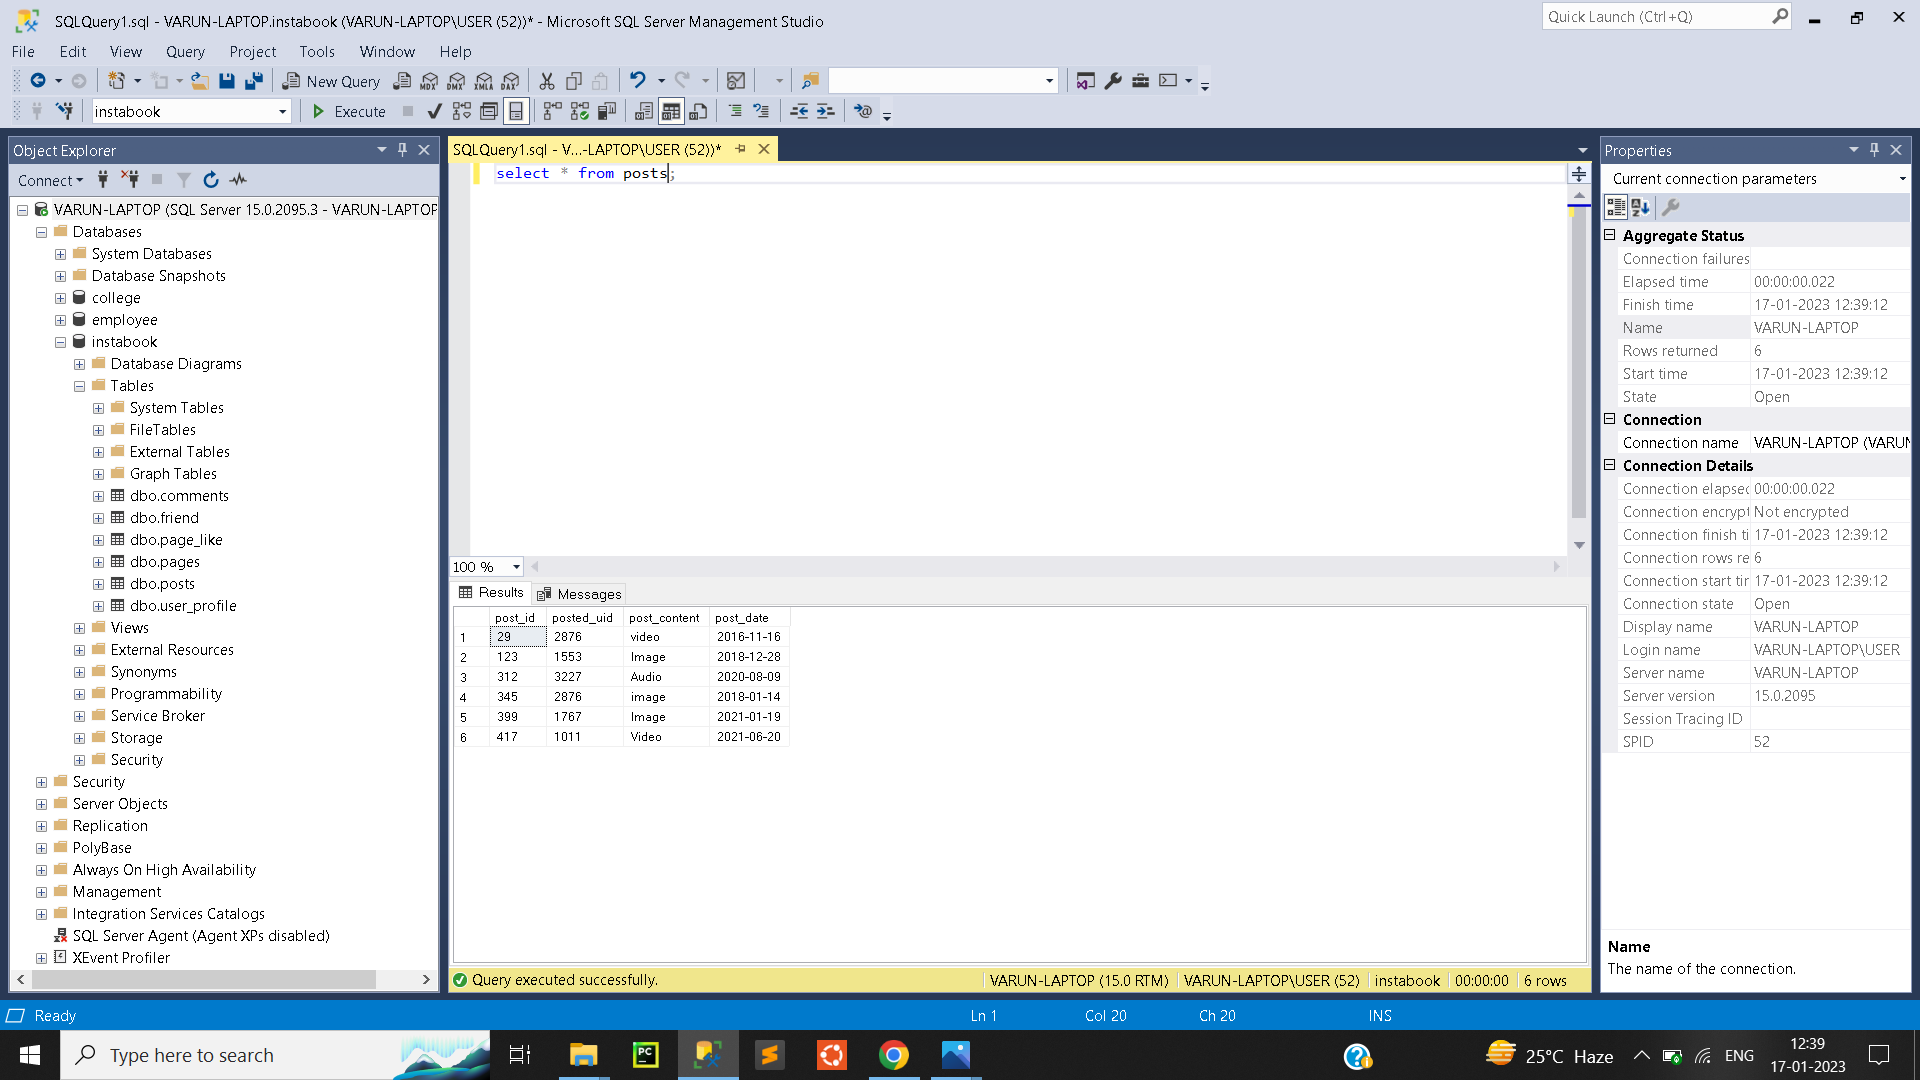 SQLQuery1.sql - VARUN-LAPTOP.instabook (VARUN-LAPTOP\USER (52))* - Microsoft SQL Server Management Studio
Quick Launch (Ctrl+Q)
File Edit View Query Project Tools Window Help
New Query
MDX DMX XMLA DAX
instabook
Execute
Object Explorer
Connect
VARUN-LAPTOP (SQL Server 15.0.2095.3 - VARUN-LAPTOP
Databases
System Databases
Database Snapshots
college
employee
instabook
Database Diagrams
Tables
System Tables
FileTables
External Tables
Graph Tables
dbo.comments
dbo.friend
dbo.page_like
dbo.pages
dbo.posts
dbo.user_profile
Views
External Resources
Synonyms
Programmability
Service Broker
Storage
Security
Security
Server Objects
Replication
PolyBase
Always On High Availability
Management
Integration Services Catalogs
SQL Server Agent (Agent XPs disabled)
XEvent Profiler
SQLQuery1.sql - V...-LAPTOP\USER (52))*
select * from posts;
100 %
Results Messages
post_id posted_uid post_content post_date
1 29 2876 video 2016-11-16
2 123 1553 Image 2018-12-28
3 312 3227 Audio 2020-08-09
4 345 2876 image 2018-01-14
5 399 1767 Image 2021-01-19
6 417 1011 Video 2021-06-20
Query executed successfully.
VARUN-LAPTOP (15.0 RTM) VARUN-LAPTOP\USER (52) instabook 00:00:00 6 rows
Properties
Current connection parameters
Aggregate Status
Connection failures
Elapsed time 00:00:00.022
Finish time 17-01-2023 12:39:12
Name VARUN-LAPTOP
Rows returned 6
Start time 17-01-2023 12:39:12
State Open
Connection
Connection name VARUN-LAPTOP (VARUN
Connection Details
Connection elapsed 00:00:00.022
Connection encrypt Not encrypted
Connection finish ti 17-01-2023 12:39:12
Connection rows re 6
Connection start tir 17-01-2023 12:39:12
Connection state Open
Display name VARUN-LAPTOP
Login name VARUN-LAPTOP\USER
Server name VARUN-LAPTOP
Server version 15.0.2095
Session Tracing ID
SPID 52
Name
The name of the connection.
Ready
Ln 1 Col 20 Ch 20 INS
Type here to search
PC
25°C Haze
ENG
12:39
17-01-2023